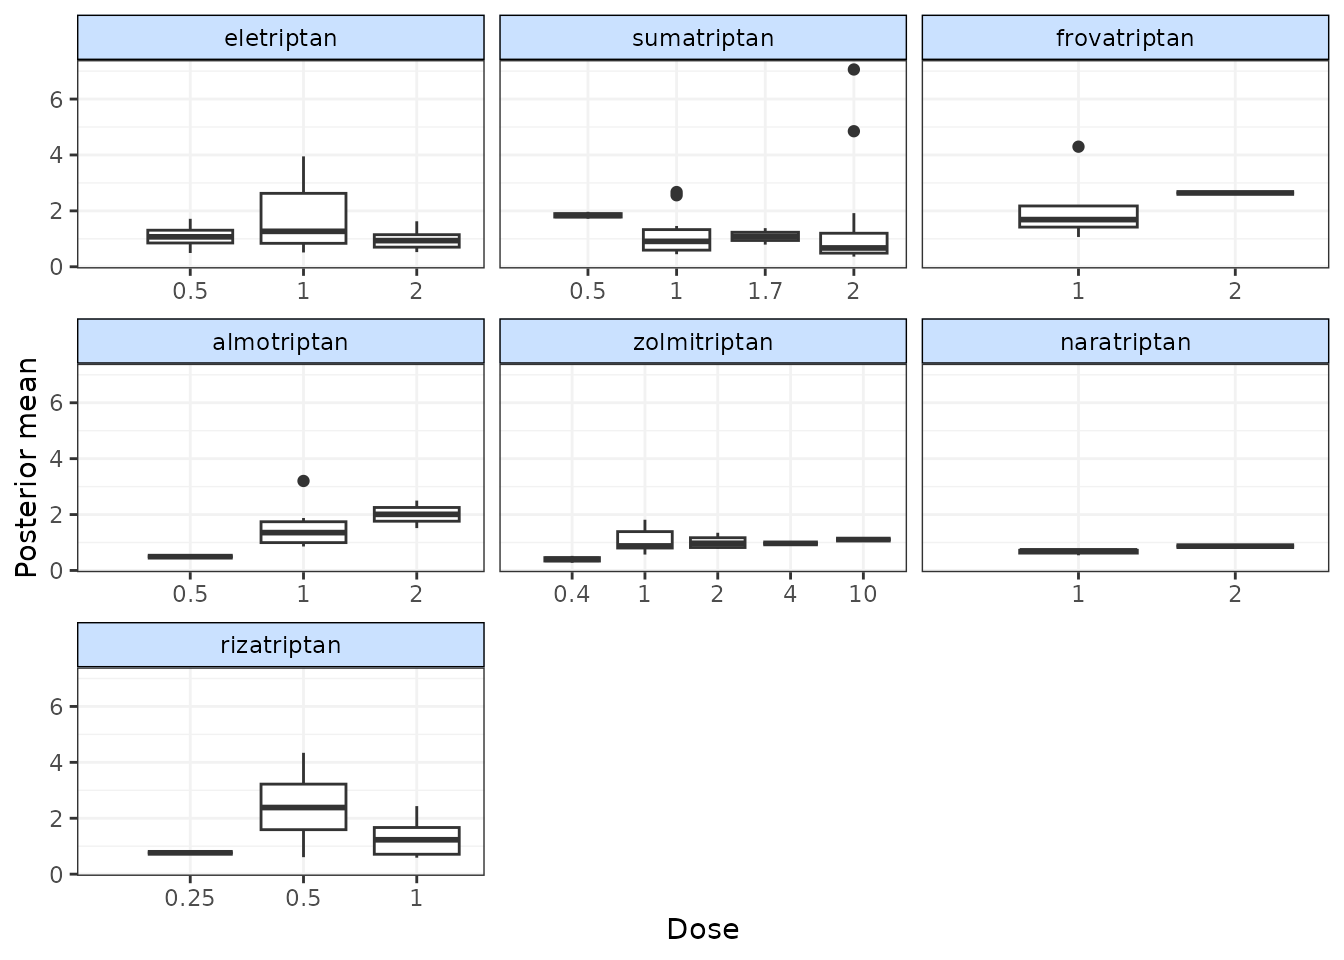 eletriptan sumatriptan frovatriptan
6
4
2
0
0.5 1 2 0.5 1 1.7 2 1 2
almotriptan zolmitriptan naratriptan
6
4
2
0
0.5 1 2 0.4 1 2 4 10 1 2
rizatriptan
6
4
2
0
0.25 0.5 1
Posterior mean
Dose